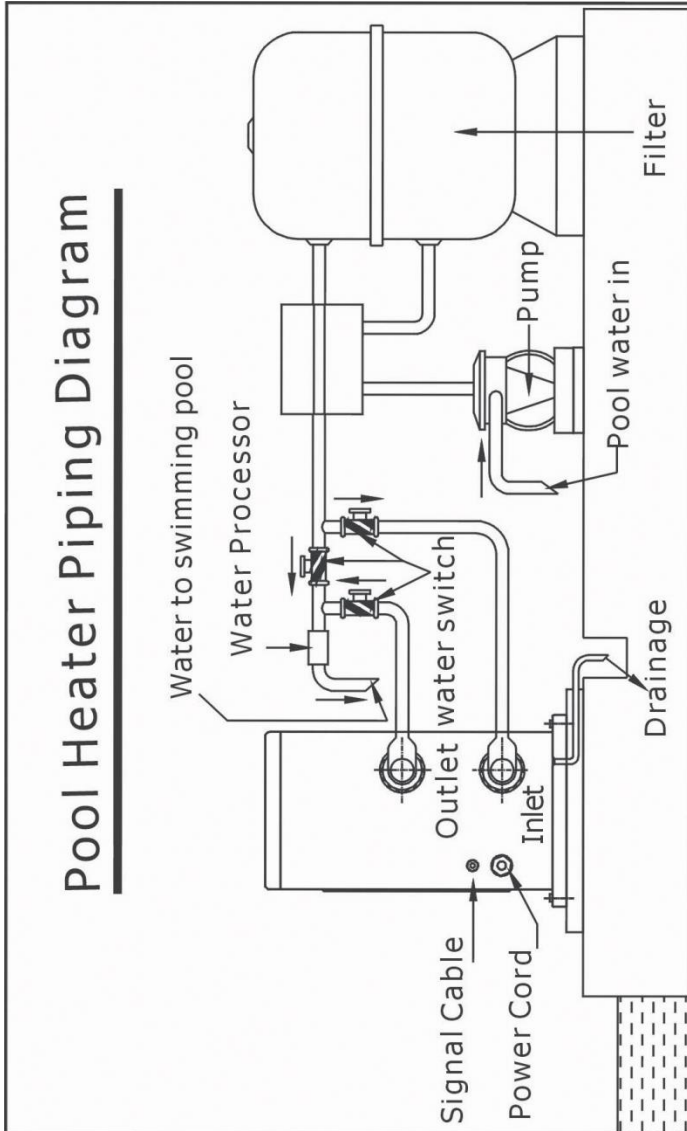 Pool Heater Piping Diagram
Water to swimming pool
Water Processor
water switch
Outlet
Inlet
Signal Cable
Power Cord
Drainage
Pump
Pool water in
Filter